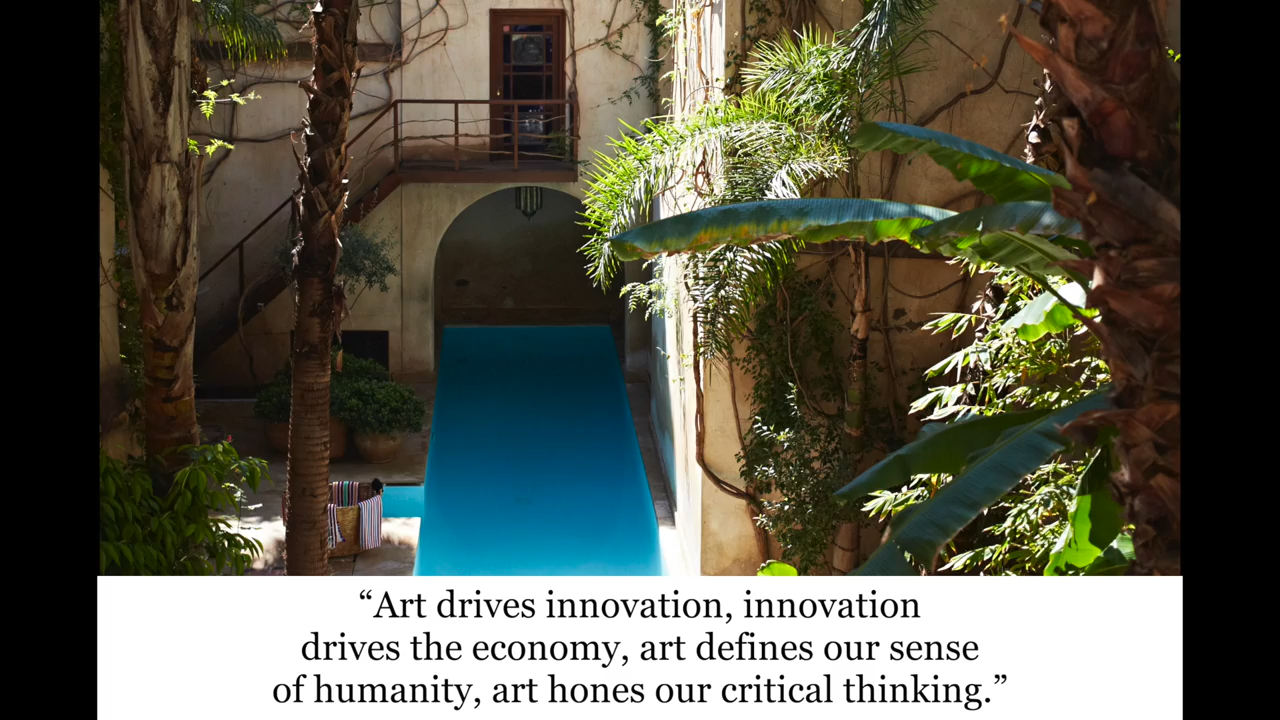 “Art drives innovation, innovation
drives the economy, art defines our sense
of humanity, art hones our critical thinking.”